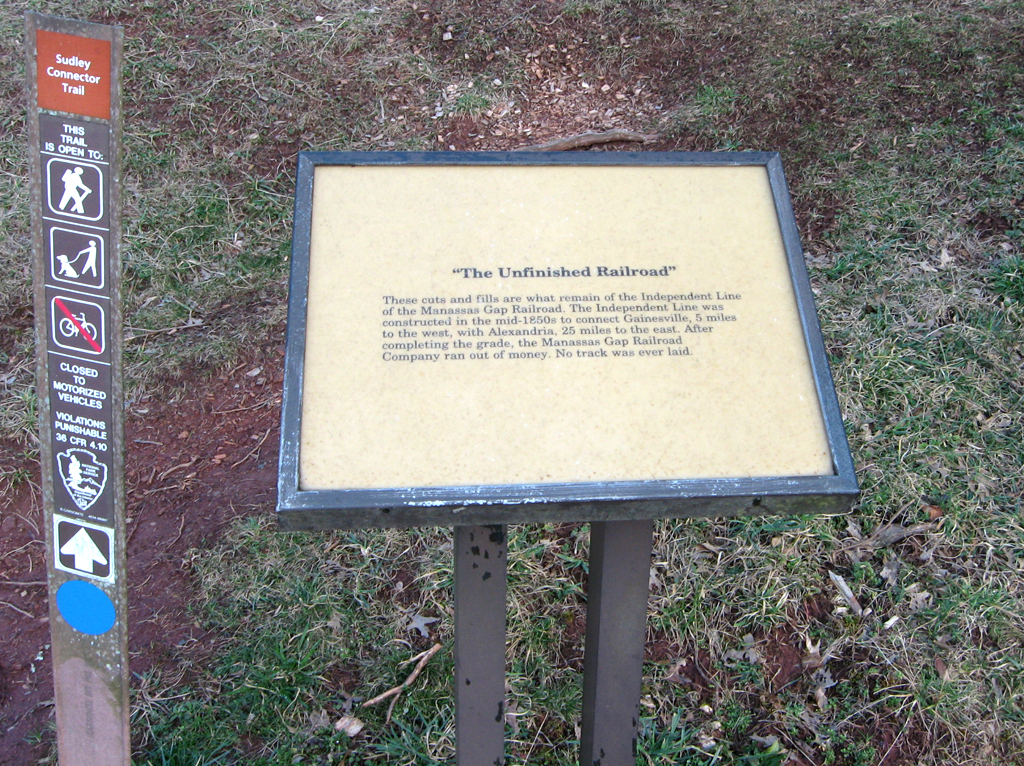 Sudley
Connector
Trail
THIS
TRAIL
IS OPEN TO:
CLOSED
TO
MOTORIZED
VEHICLES
VIOLATIONS
PUNISHABLE
36 CFR 4.10
“The Unfinished Railroad”
These cuts and fills are what remain of the Independent Line
of the Manassas Gap Railroad. The Independent Line was
constructed in the mid-1850s to connect Gainesville, 5 miles
to the west, with Alexandria, 25 miles to the east. After
completing the grade, the Manassas Gap Railroad
Company ran out of money. No track was ever laid.